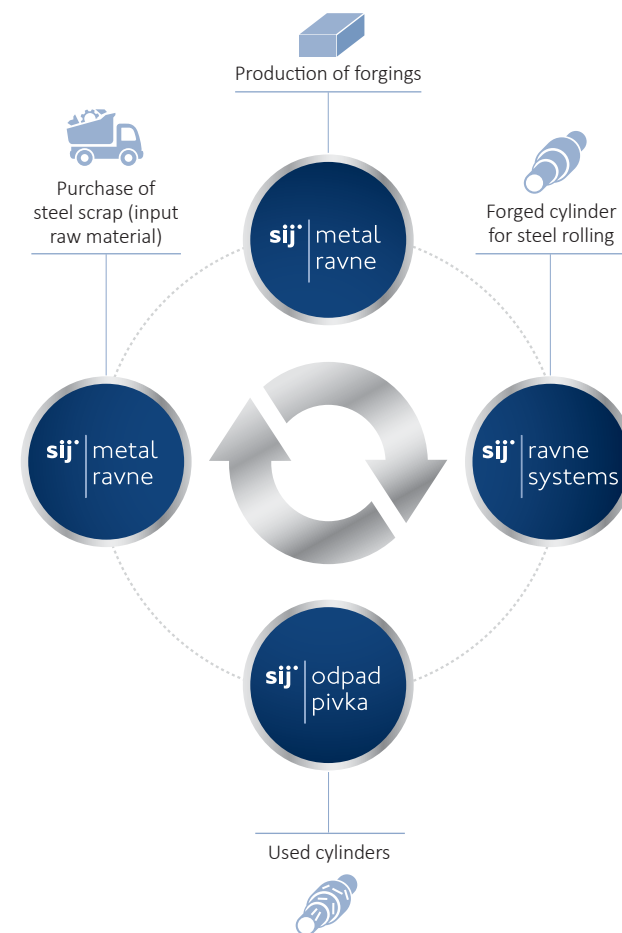 Production of forgings
Purchase of
steel scrap (input
raw material)
Forged cylinder
for steel rolling
sij metal
ravne
sij metal
ravne
sij ravne
systems
sij odpad
pivka
Used cylinders